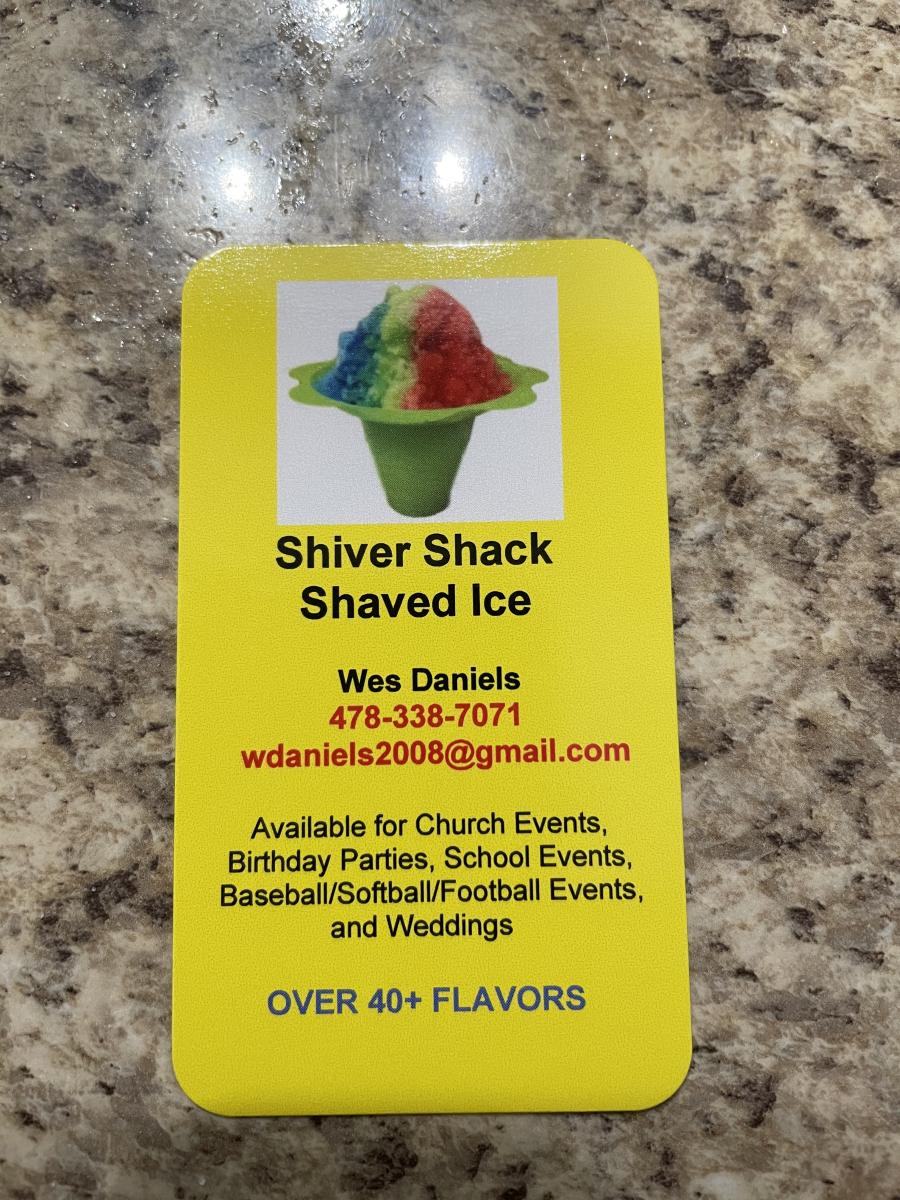 Shiver Shack
Shaved Ice
Wes Daniels
478-338-7071
wdaniels2008@gmail.com
Available for Church Events,
Birthday Parties, School Events,
Baseball/Softball/Football Events,
and Weddings
OVER 40+ FLAVORS